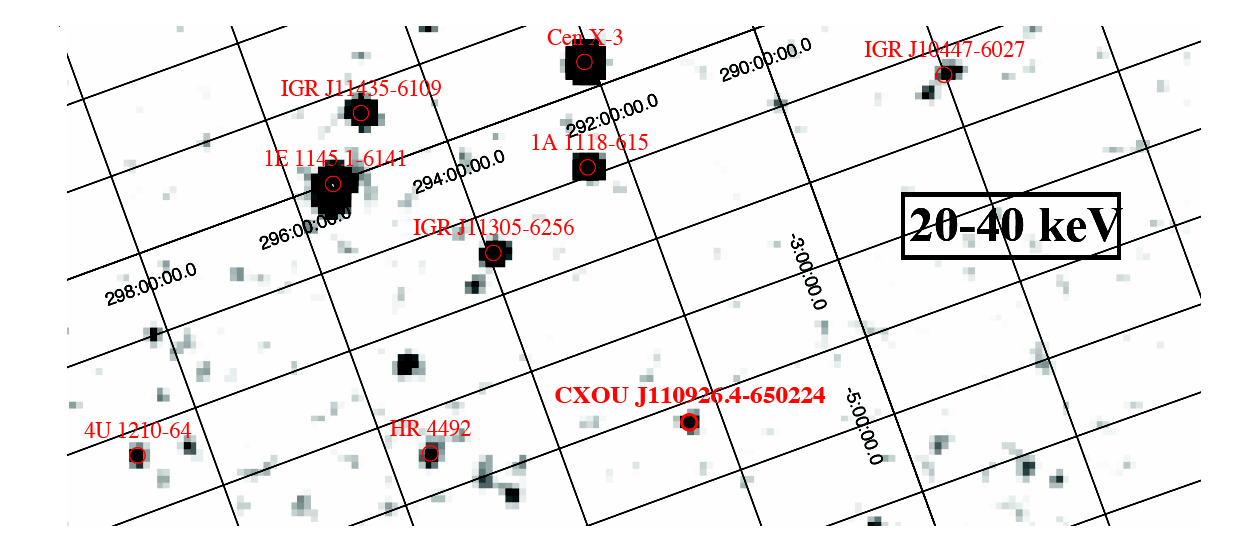 Cen X-3
IGR J10447-6027
290:00:00.0
IGR J11435-6109
292:00:00.0
1A 1118-615
1E 1145.1-6141
294:00:00.0
296:00:00.0
IGR J11305-6256
20-40 keV
-3:00:00.0
298:00:00.0
CXOU J110926.4-650224
-5:00:00.0
4U 1210-64
HR 4492